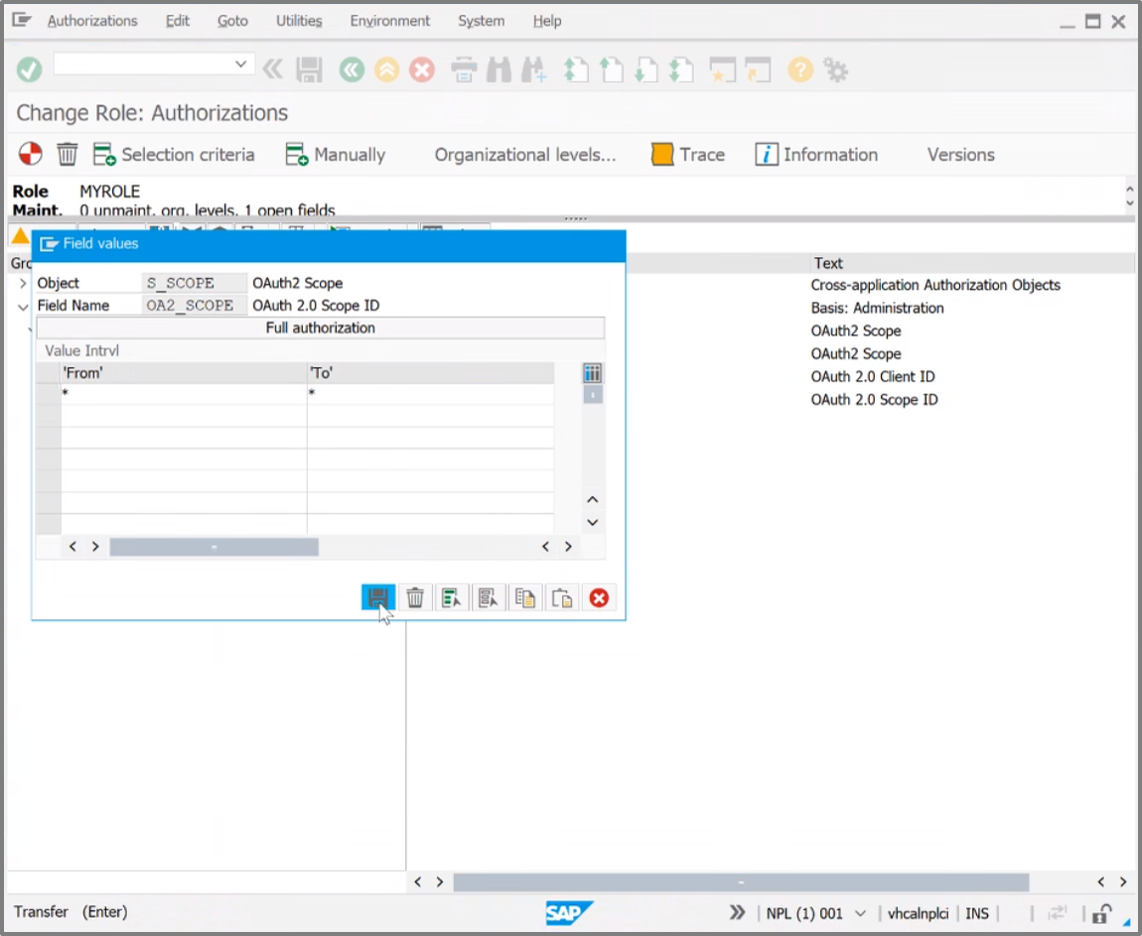 Authorizations Edit Goto Utilities Environment System Help
Change Role: Authorizations
Selection criteria Manually Organizational levels... Trace Information Versions
Role MYROLE
Maint. 0 unmaint. org. levels, 1 open fields
Field values
Text
Object S_SCOPE OAuth2 Scope
Cross-application Authorization Objects
Field Name OA2_SCOPE OAuth 2.0 Scope ID
Basis: Administration
Full authorization
OAuth2 Scope
Value Intrvl
OAuth2 Scope
'From' 'To'
OAuth 2.0 Client ID
* *
OAuth 2.0 Scope ID
Transfer (Enter)
SAP
NPL (1) 001 vhcalnplci INS